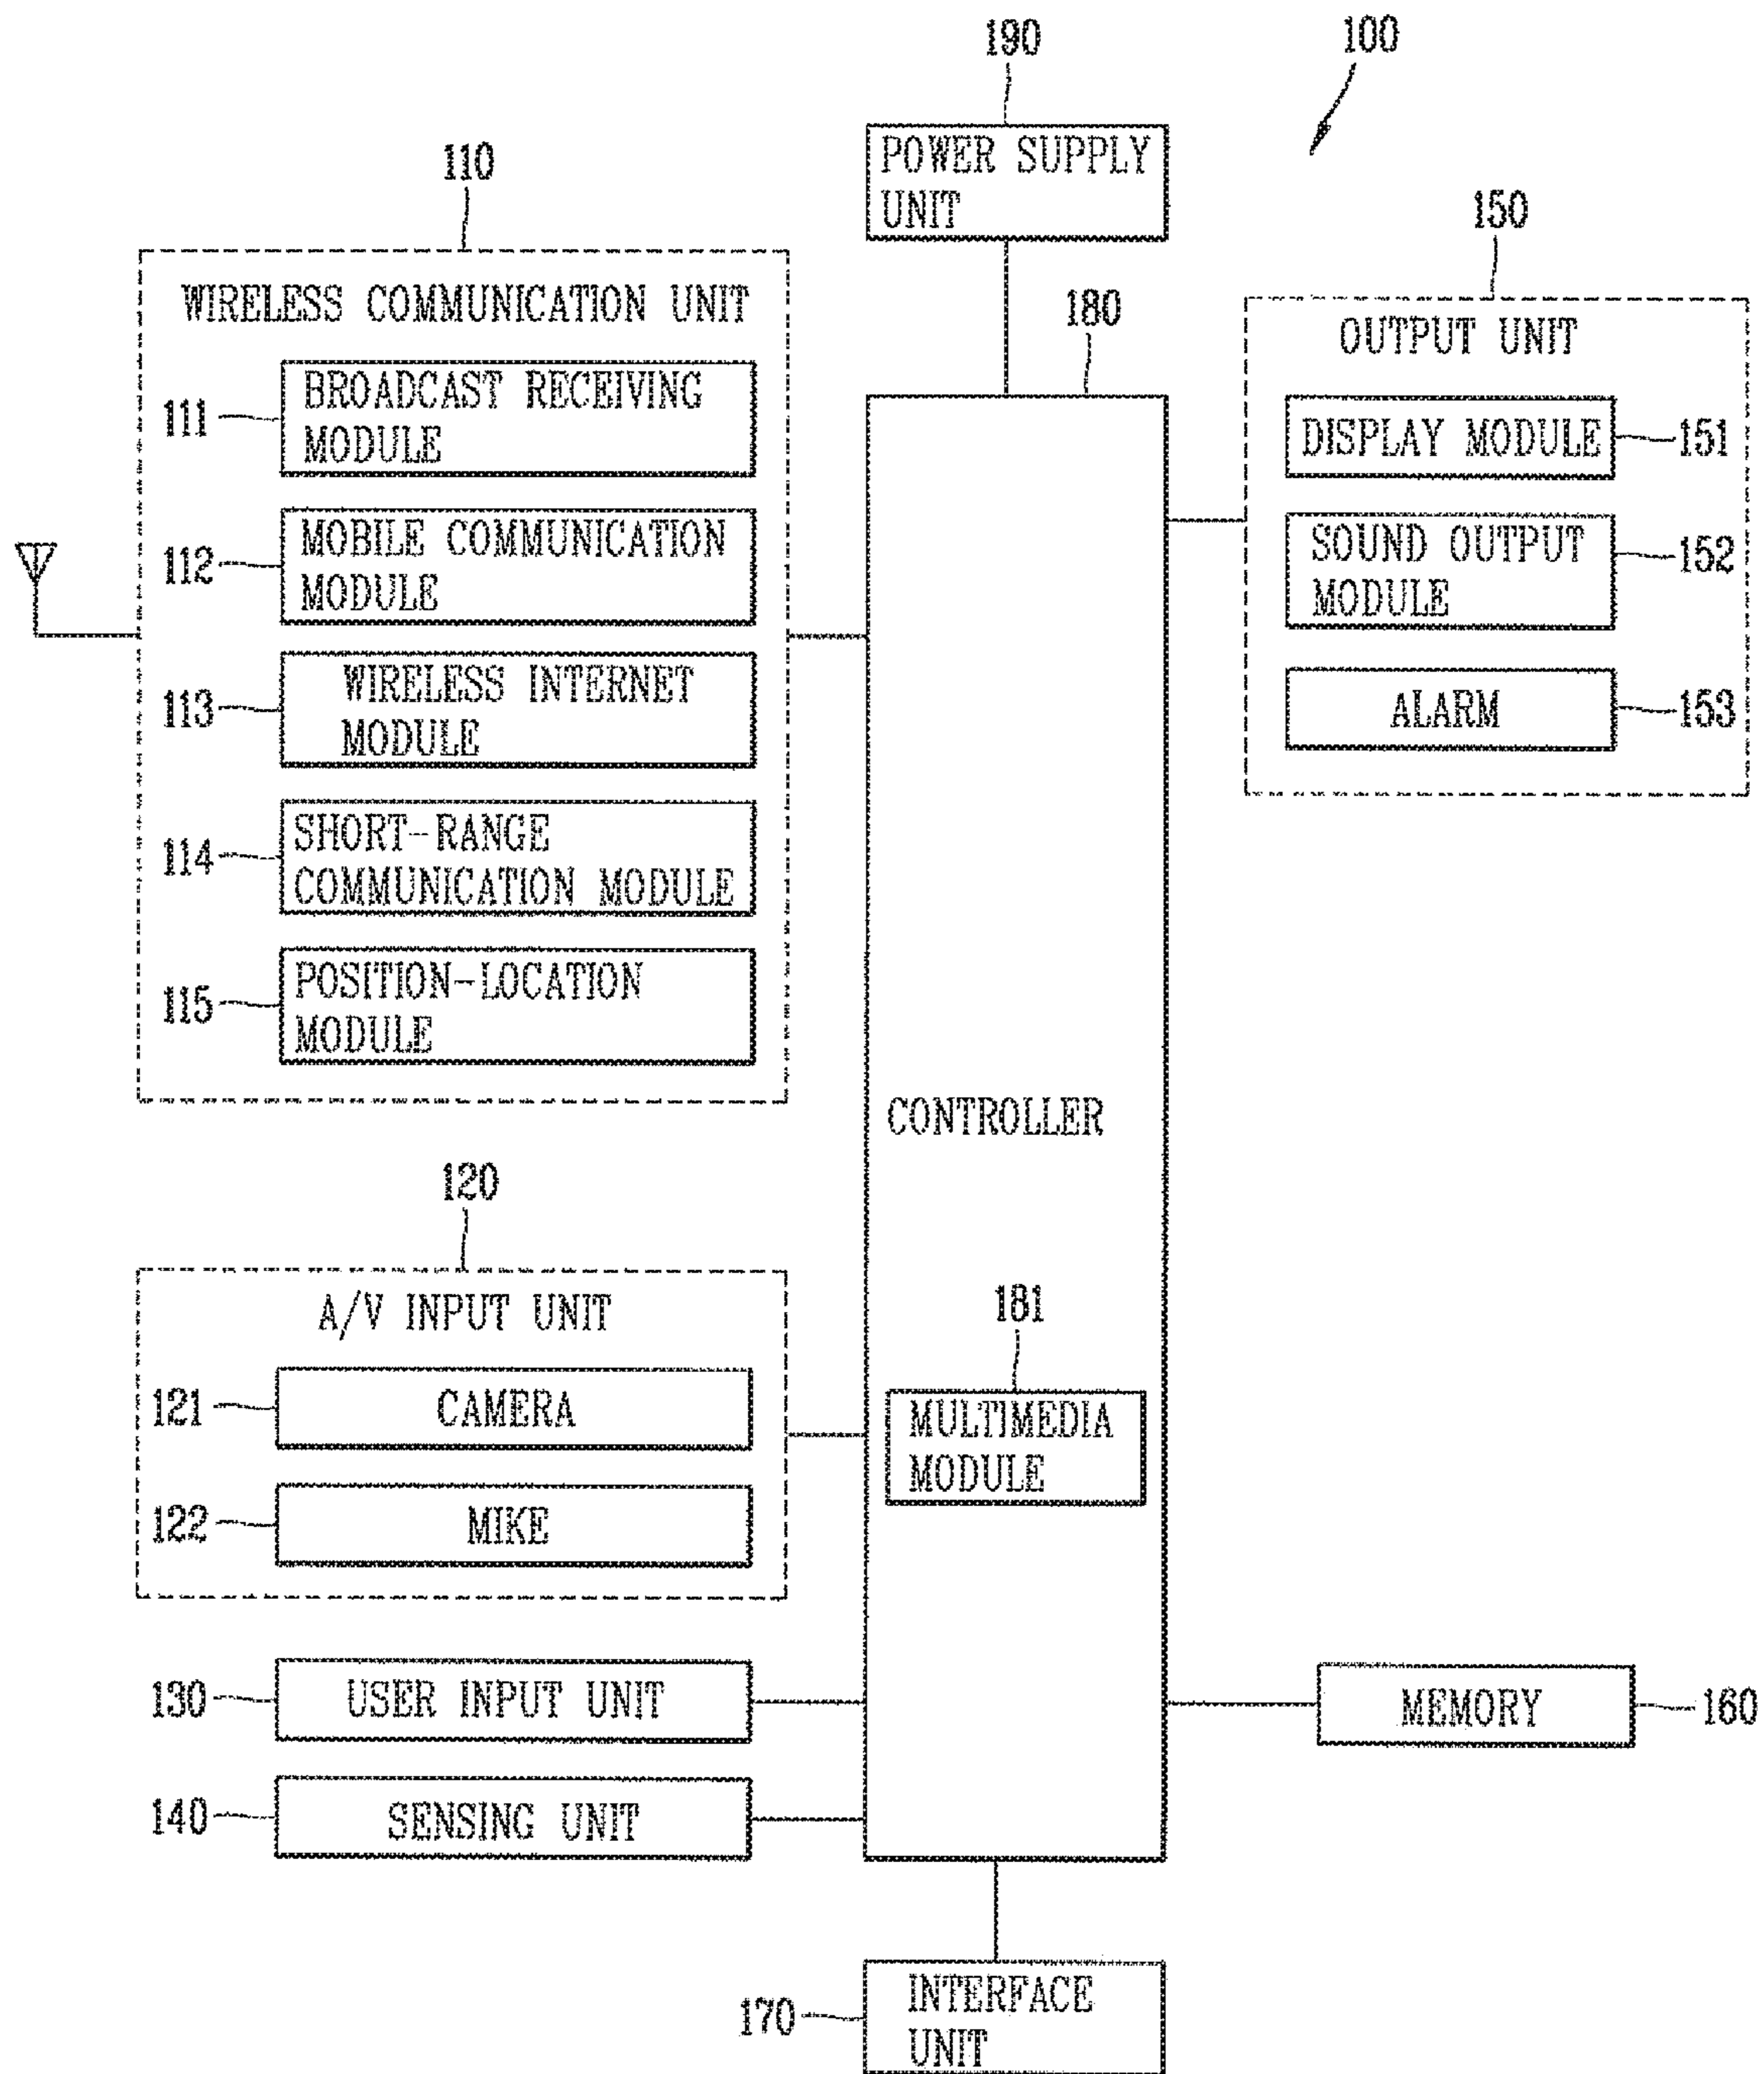 190
100
POWER SUPPLY
UNIT
110
WIRELESS COMMUNICATION UNIT
111
BROADCAST RECEIVING
MODULE
112
MOBILE COMMUNICATION
MODULE
113
WIRELESS INTERNET
MODULE
114
SHORT-RANGE
COMMUNICATION MODULE
115
POSITION-LOCATION
MODULE
180
CONTROLLER
150
OUTPUT UNIT
DISPLAY MODULE
151
SOUND OUTPUT
MODULE
152
ALARM
153
120
A/V INPUT UNIT
121
CAMERA
122
MIKE
181
MULTIMEDIA
MODULE
130
USER INPUT UNIT
140
SENSING UNIT
MEMORY
160
170
INTERFACE
UNIT